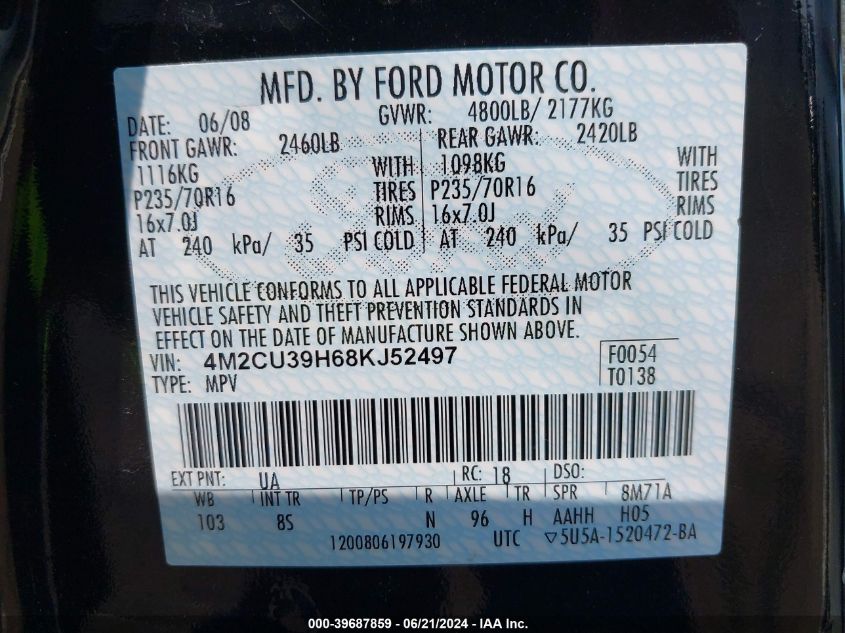 MFD. BY FORD MOTOR CO.
DATE: 06/08 GVWR: 4800LB/ 2177KG
FRONT GAWR: 2460LB REAR GAWR: 2420LB
1116KG WITH 1098KG WITH
P235/70R16 TIRES P235/70R16 TIRES
16x7.0J RIMS 16x7.0J RIMS
AT 240 kPa/ 35 PSI COLD AT 240 kPa/ 35 PSI COLD
THIS VEHICLE CONFORMS TO ALL APPLICABLE FEDERAL MOTOR
VEHICLE SAFETY AND THEFT PREVENTION STANDARDS IN
EFFECT ON THE DATE OF MANUFACTURE SHOWN ABOVE.
VIN: 4M2CU39H68KJ52497 F0054
TYPE: MPV T0138
EXT PNT: UA RC: 18 DSO:
WB INT TR TP/PS R AXLE TR SPR 8M71A
103 8S N 96 H AAHH H05
1200806197930 UTC ▽5U5A-1520472-BA
000-39687859 - 06/21/2024 - IAA Inc.